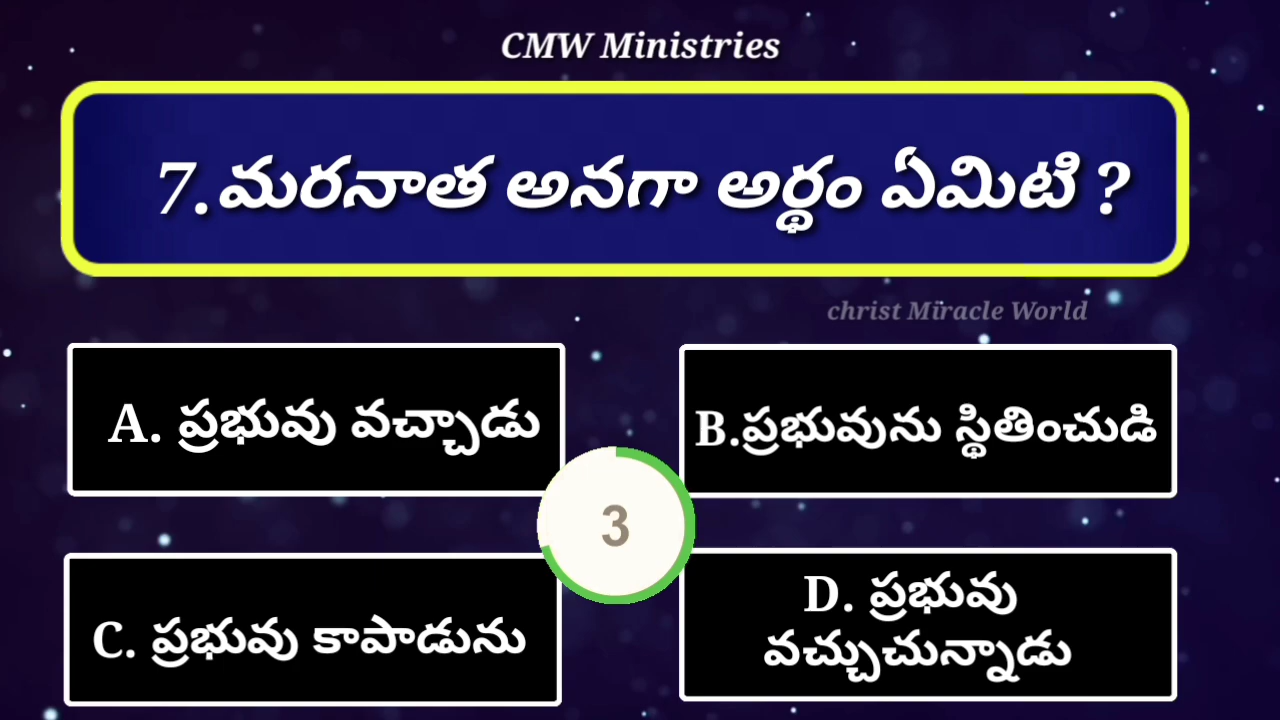 CMW Ministries
7.మరనాత అనగా అర్థం ఏమిటి ?
christ Miracle World
A. ప్రభువు వచ్చాడు
B.ప్రభువును స్థితించుడి
3
C. ప్రభువు కాపాడును
D. ప్రభువు
వచ్చుచున్నాడు